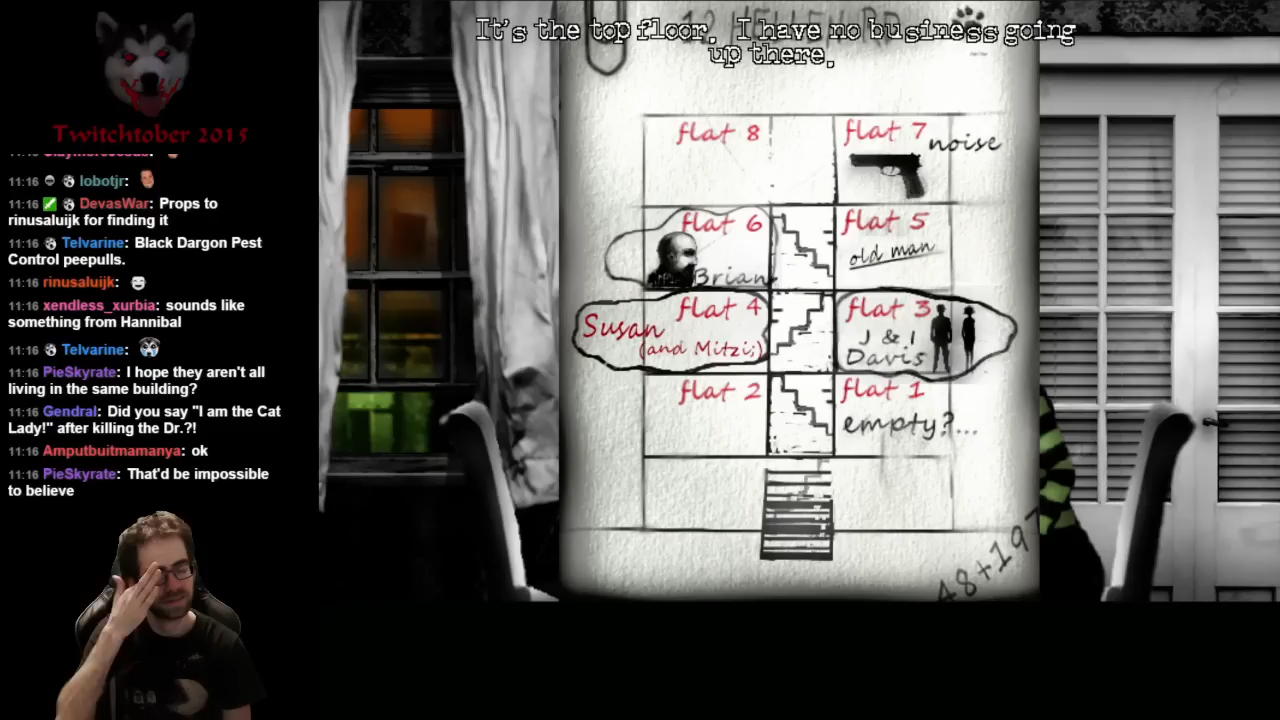 It's the top floor. I have no business going
up there.
Twitchtober 2015
11:16 lobotjr:
11:16 DevasWar: Props to
rinusaluijk for finding it
11:16 Telvarine: Black Dargon Pest
Control peepulls.
11:16 rinusaluijk:
11:16 xendless_xurbia: sounds like
something from Hannibal
11:16 Telvarine:
11:16 PieSkyrate: I hope they aren't all
living in the same building?
11:16 Gendral: Did you say "I am the Cat
Lady!" after killing the Dr.?!
11:16 Amputbuitmamanya: ok
11:16 PieSkyrate: That'd be impossible
to believe
flat 8
flat 7
noise
flat 6
Brian
flat 5
old man
flat 4
Susan
(and Mitzi;)
flat 3
J & I
Davis
flat 2
flat 1
empty?...
48+197